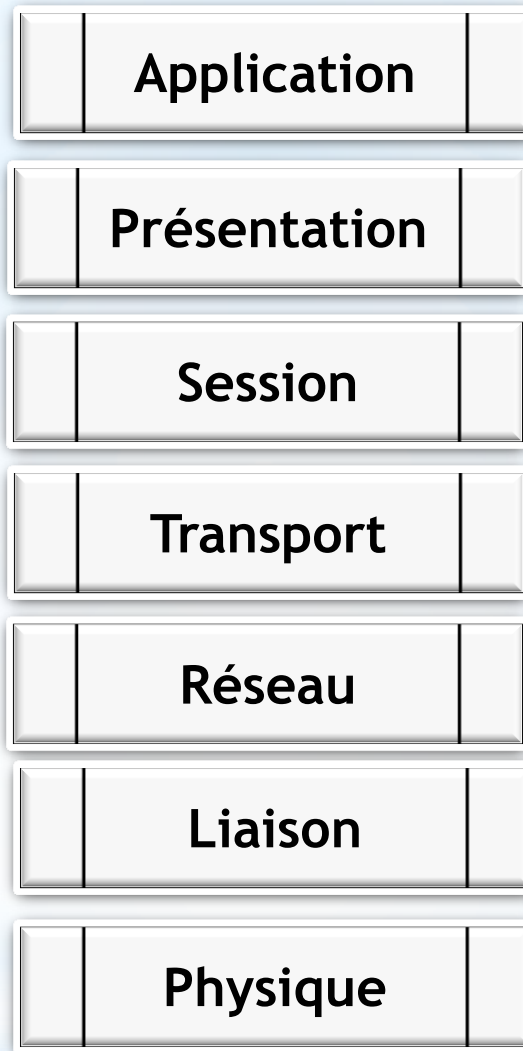 Application
Présentation
Session
Transport
Réseau
Liaison
Physique